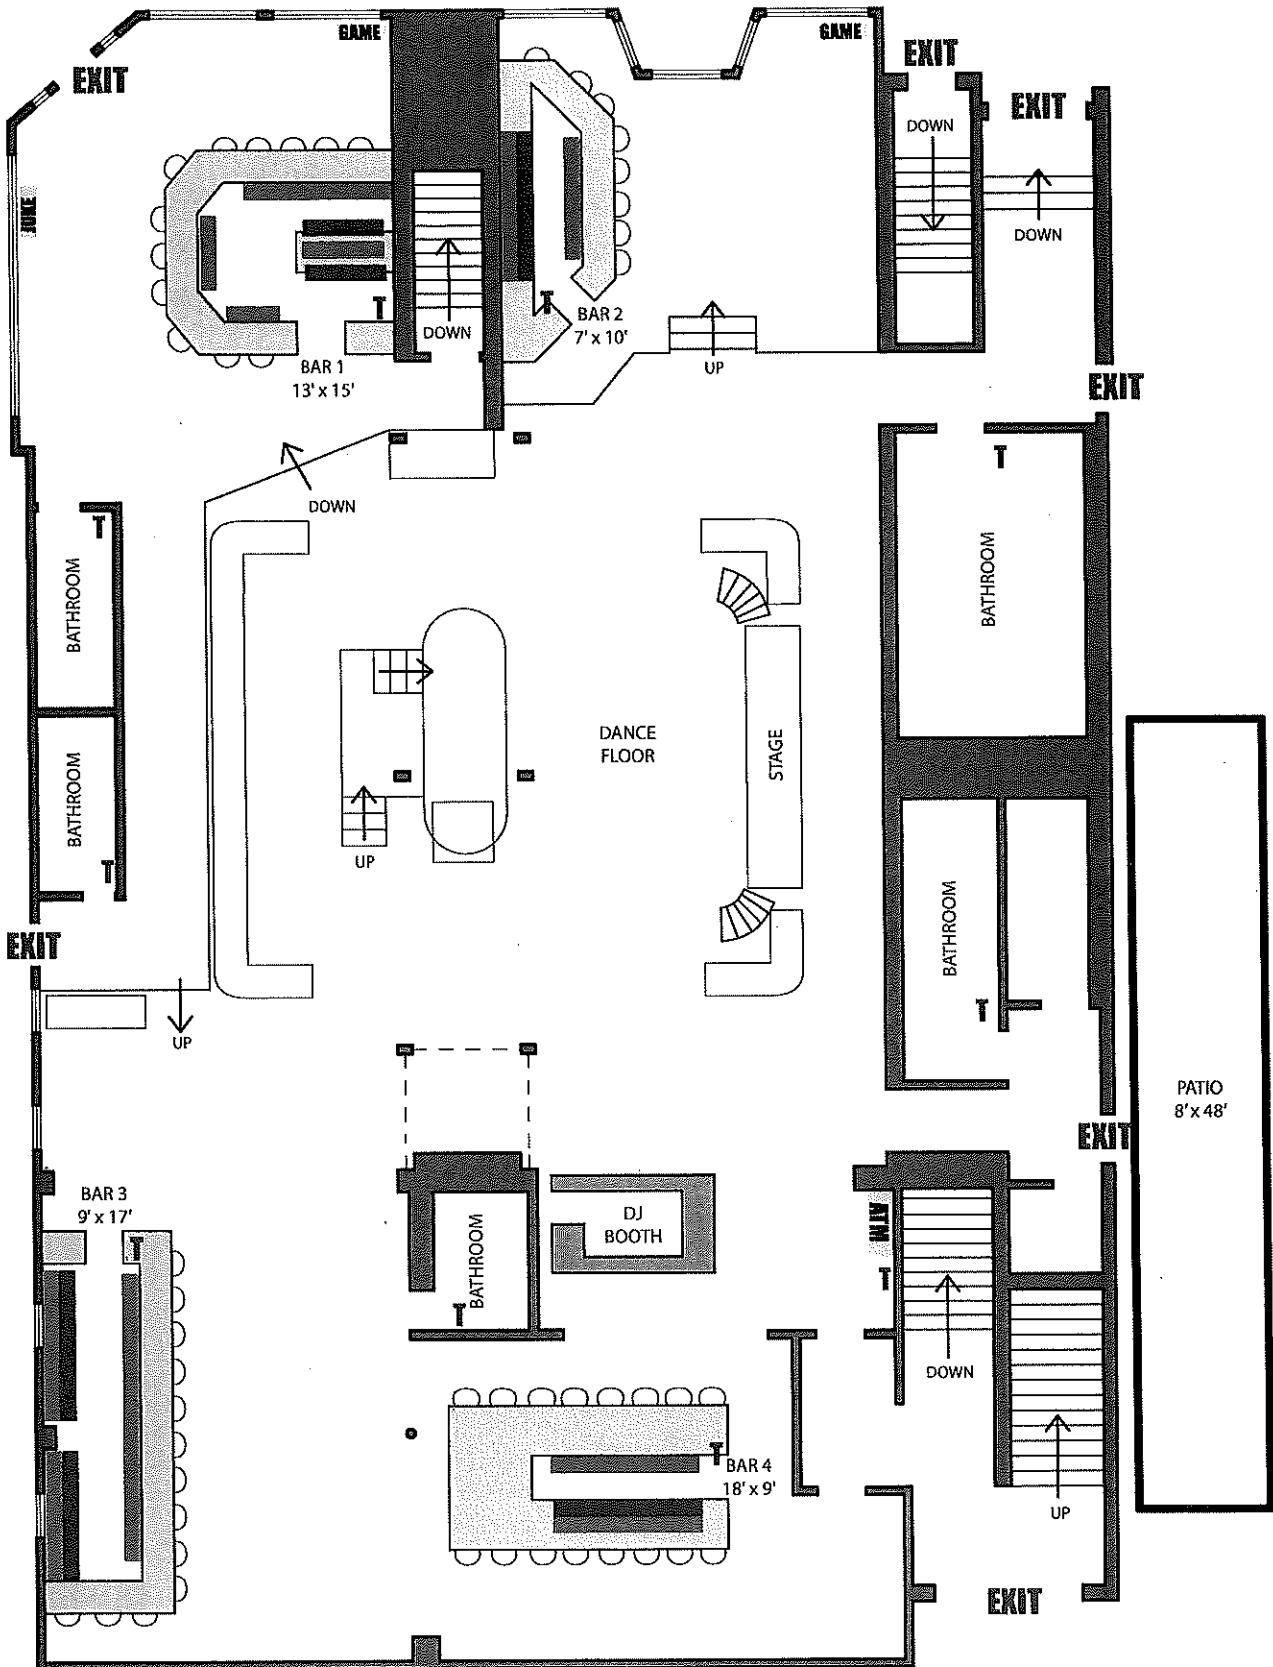 GAME
GAME
EXIT
EXIT
EXIT
DOWN
DOWN
JUKE
T
T
DOWN
BAR 2
7' x 10'
BAR 1
13' x 15'
UP
EXIT
T
DOWN
T
BATHROOM
BATHROOM
DANCE
FLOOR
STAGE
BATHROOM
T
UP
BATHROOM
EXIT
T
UP
PATIO
8' x 48'
EXIT
BAR 3
9' x 17'
T
BATHROOM
T
DJ
BOOTH
ATM
T
DOWN
T
BAR 4
18' x 9'
UP
EXIT